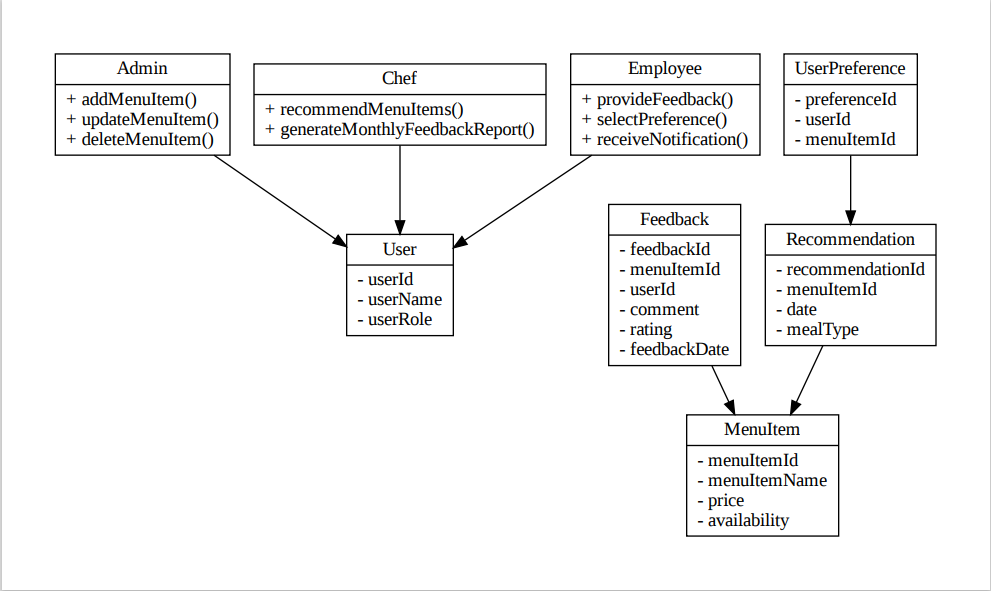 Admin
+ addMenuItem()
+ updateMenuItem()
+ deleteMenuItem()
Chef
+ recommendMenuItems()
+ generateMonthlyFeedbackReport()
Employee
+ provideFeedback()
+ selectPreference()
+ receiveNotification()
UserPreference
- preferenceId
- userId
- menuItemId
User
- userId
- userName
- userRole
Feedback
- feedbackId
- menuItemId
- userId
- comment
- rating
- feedbackDate
Recommendation
- recommendationId
- menuItemId
- date
- mealType
MenuItem
- menuItemId
- menuItemName
- price
- availability